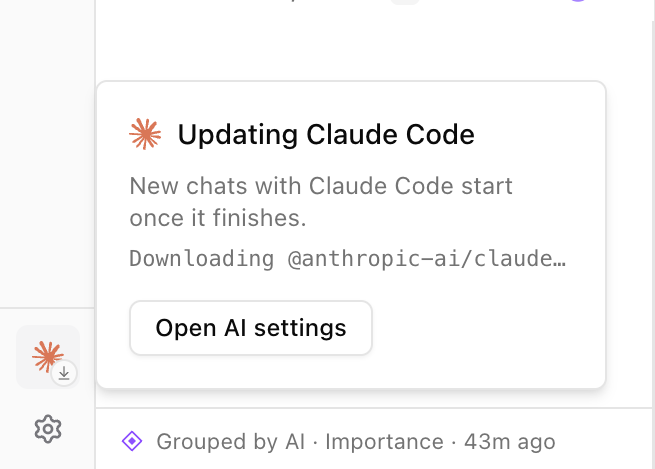 Updating Claude Code
New chats with Claude Code start
once it finishes.
Downloading @anthropic-ai/claude…
Open AI settings
Grouped by AI · Importance · 43m ago